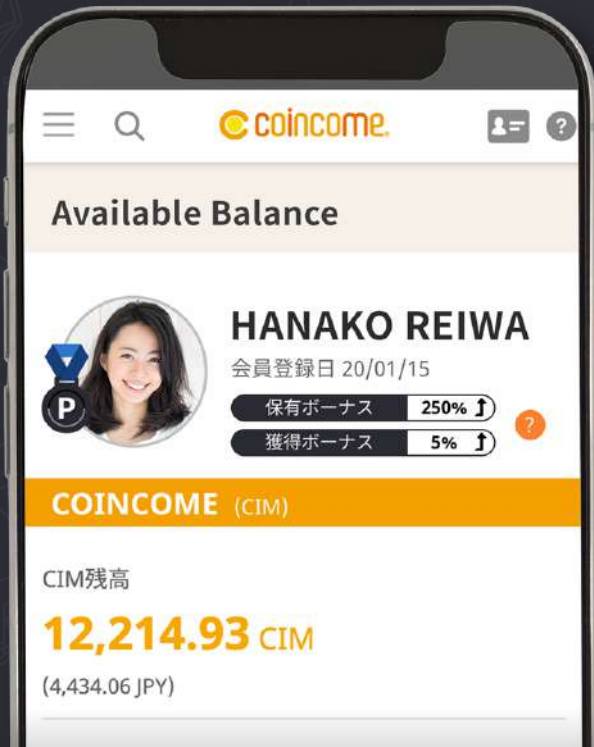 coincome.
?
Available Balance
HANAKO REIWA
会員登録日 20/01/15
P
保有ボーナス 250%
獲得ボーナス 5%
?
COINCOME (CIM)
CIM残高
12,214.93 CIM
(4,434.06 JPY)